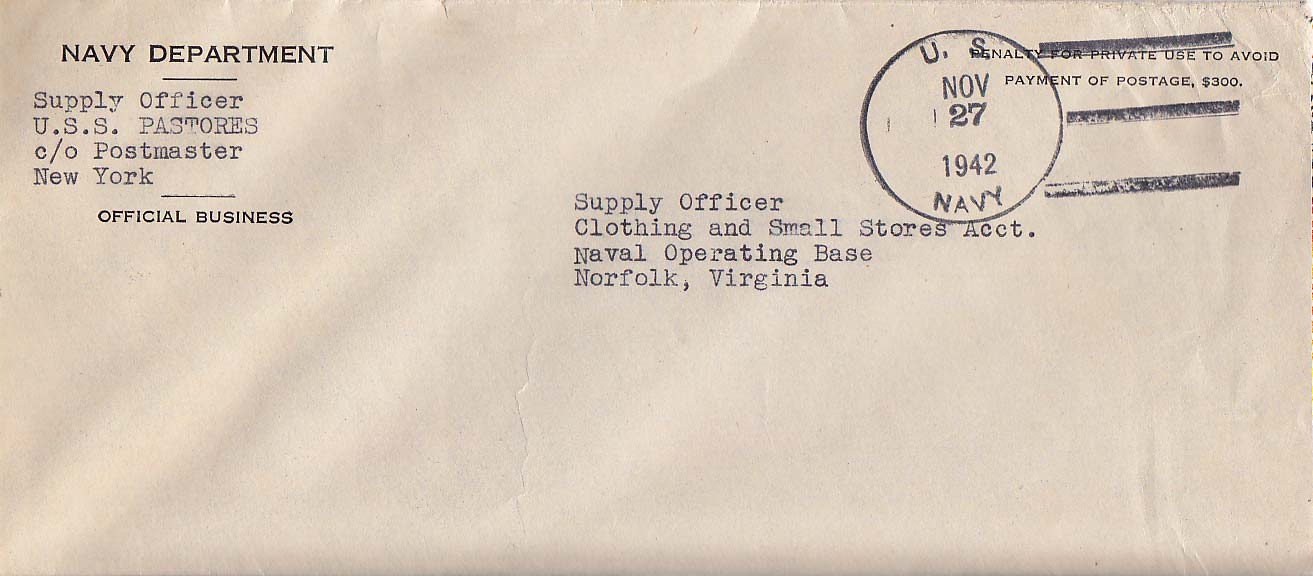 NAVY DEPARTMENT
Supply Officer
U.S.S. PASTORES
c/o Postmaster
New York
OFFICIAL BUSINESS
PENALTY FOR PRIVATE USE TO AVOID
PAYMENT OF POSTAGE, $300.
U. S.
NOV
27
1942
NAVY
Supply Officer
Clothing and Small Stores Acct.
Naval Operating Base
Norfolk, Virginia